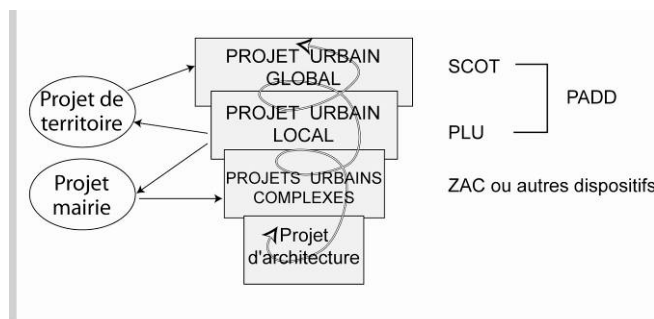 PROJET URBAIN
GLOBAL
SCOT
Projet de
territoire
PADD
PROJET URBAIN
LOCAL
PLU
Projet
mairie
PROJETS URBAINS
COMPLEXES
ZAC ou autres dispositifs
Projet
d'architecture